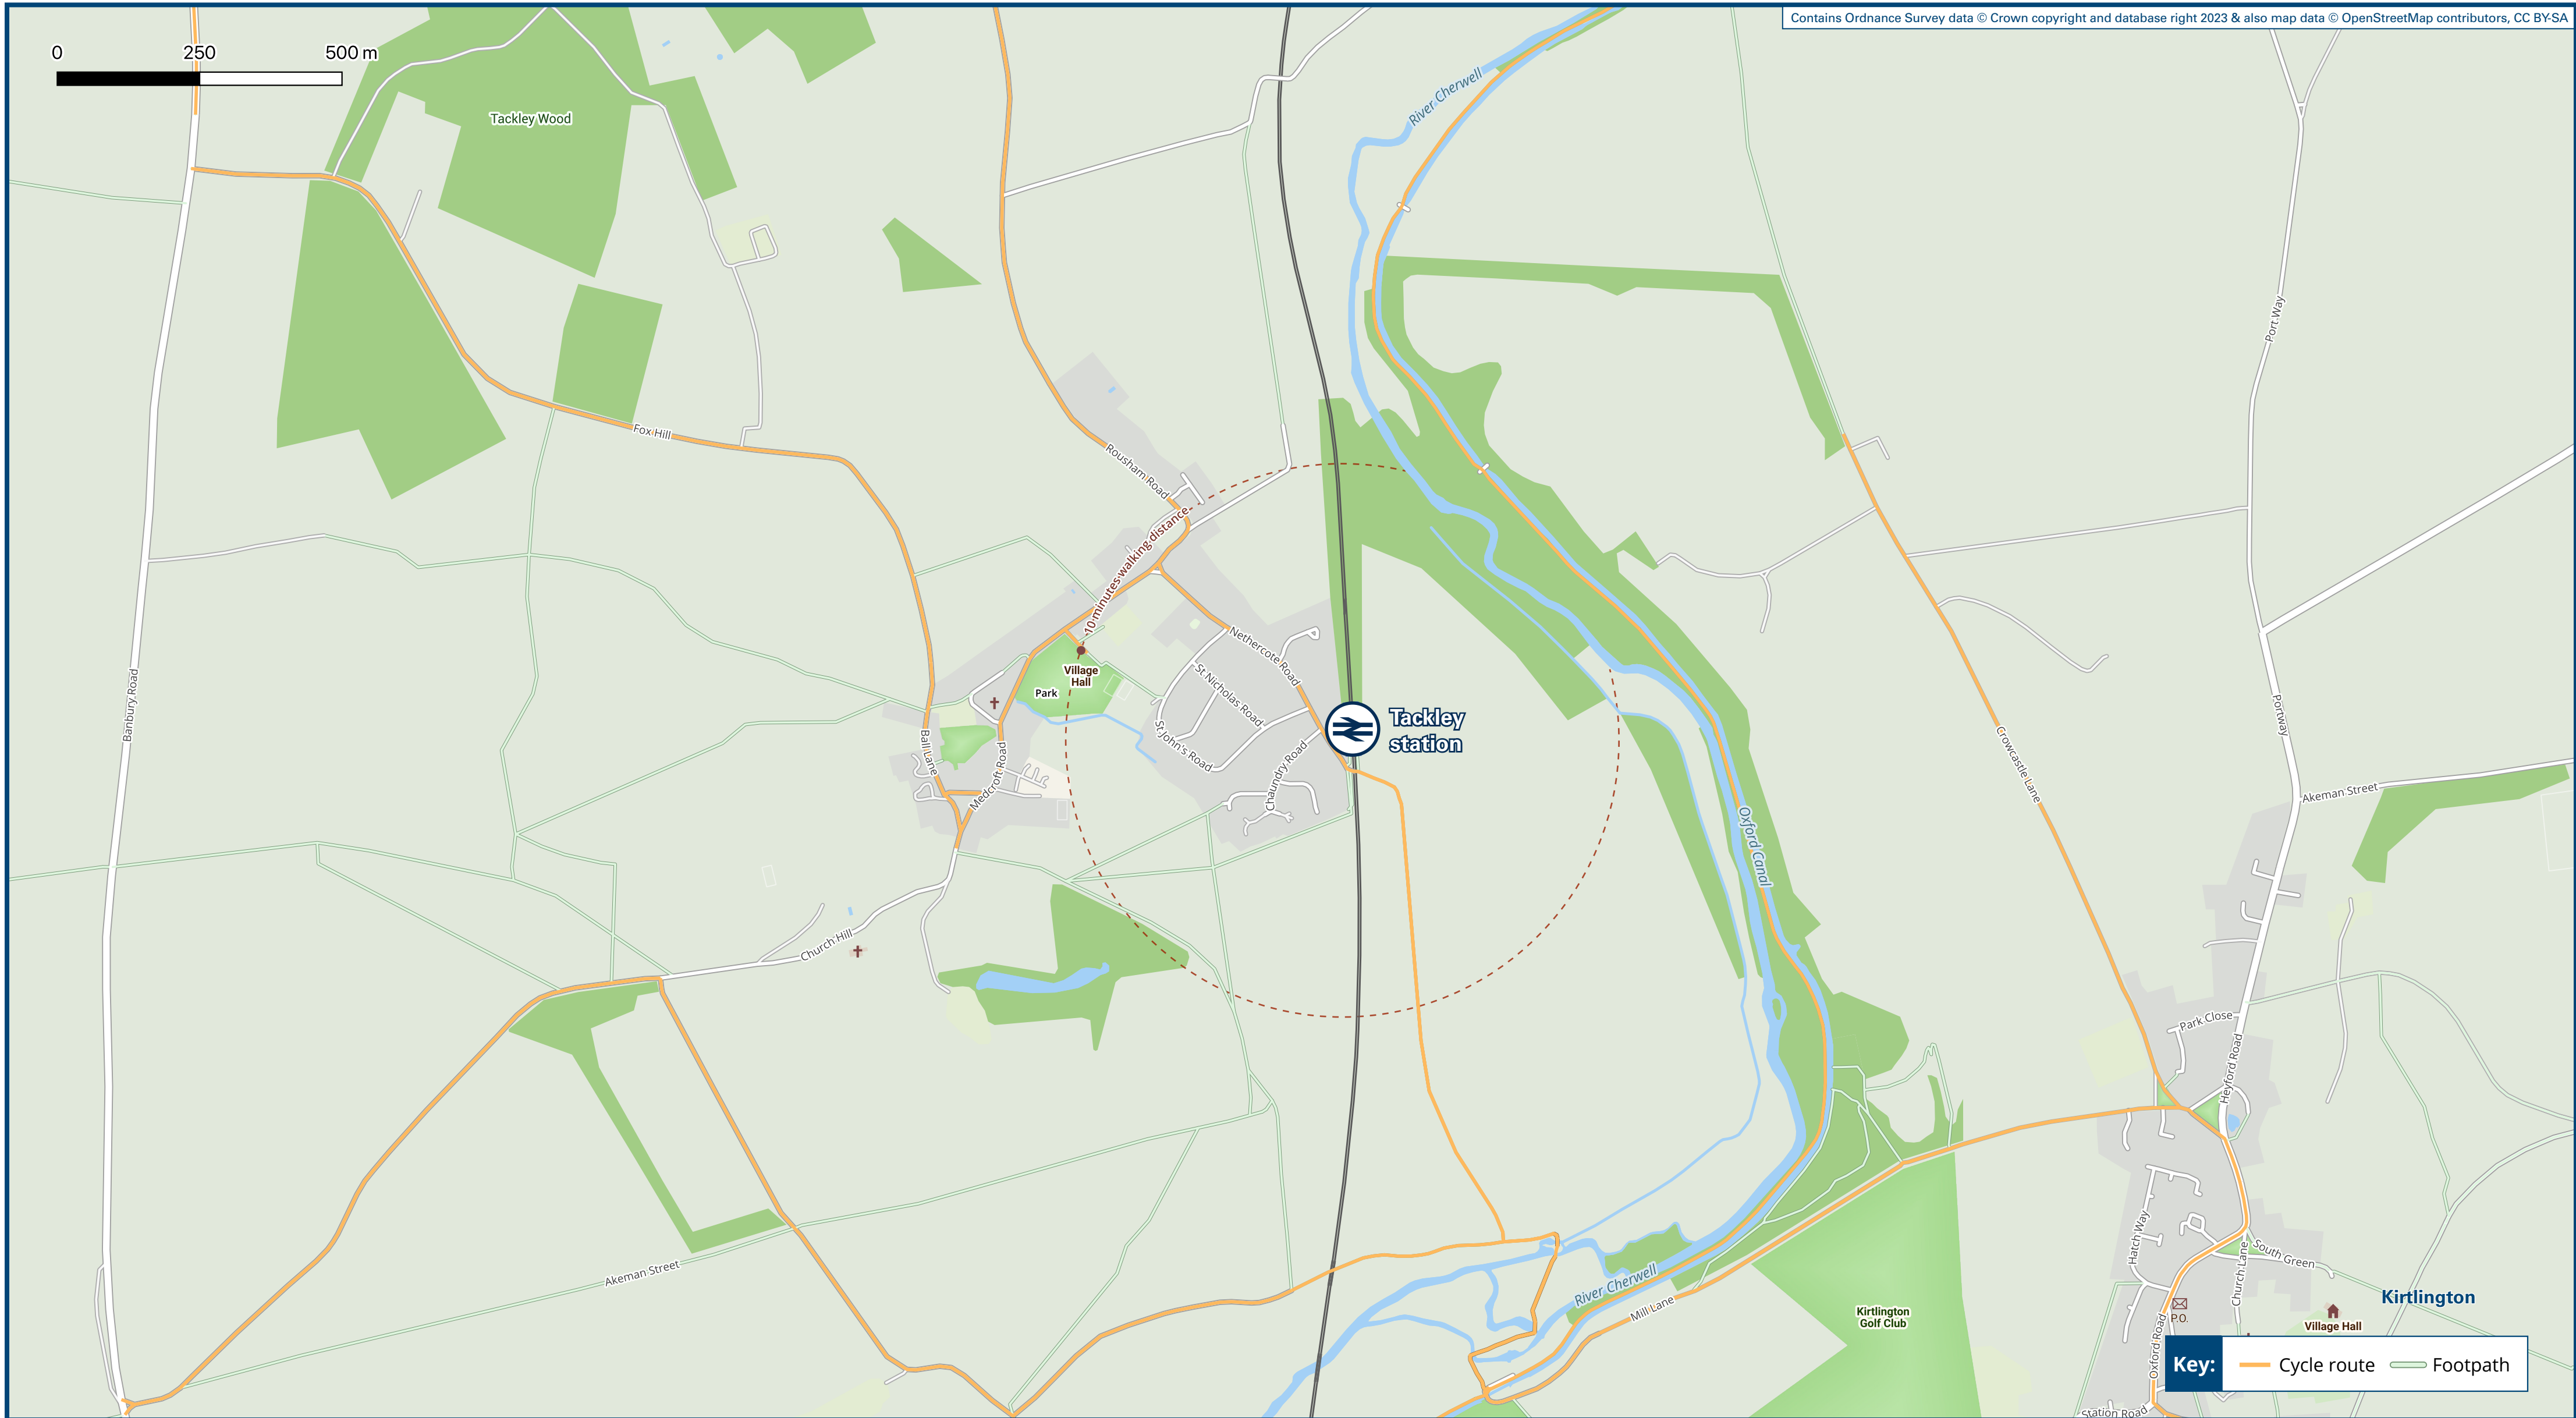 Contains Ordnance Survey data © Crown copyright and database right 2023 & also map data © OpenStreetMap contributors, CC BY-SA
0 250 500 m
Tackley Wood
River Cherwell
Port Way
Fox Hill
Rousham Road
10 minutes walking distance
Nethercote Road
Village
Hall
Park
St Nicholas Road
St John's Road
Chaundry Road
Tackley
station
Banbury Road
Ball Lane
Medcroft Road
Crowcastle Lane
Portway
Akeman Street
Oxford Canal
Church Hill
Park Close
Heyford Road
Akeman Street
River Cherwell
Mill Lane
Hatch Way
Church Lane
South Green
Kirtlington
Kirtlington
Golf Club
P.O.
Village Hall
Oxford Road
Station Road
Key: Cycle route Footpath